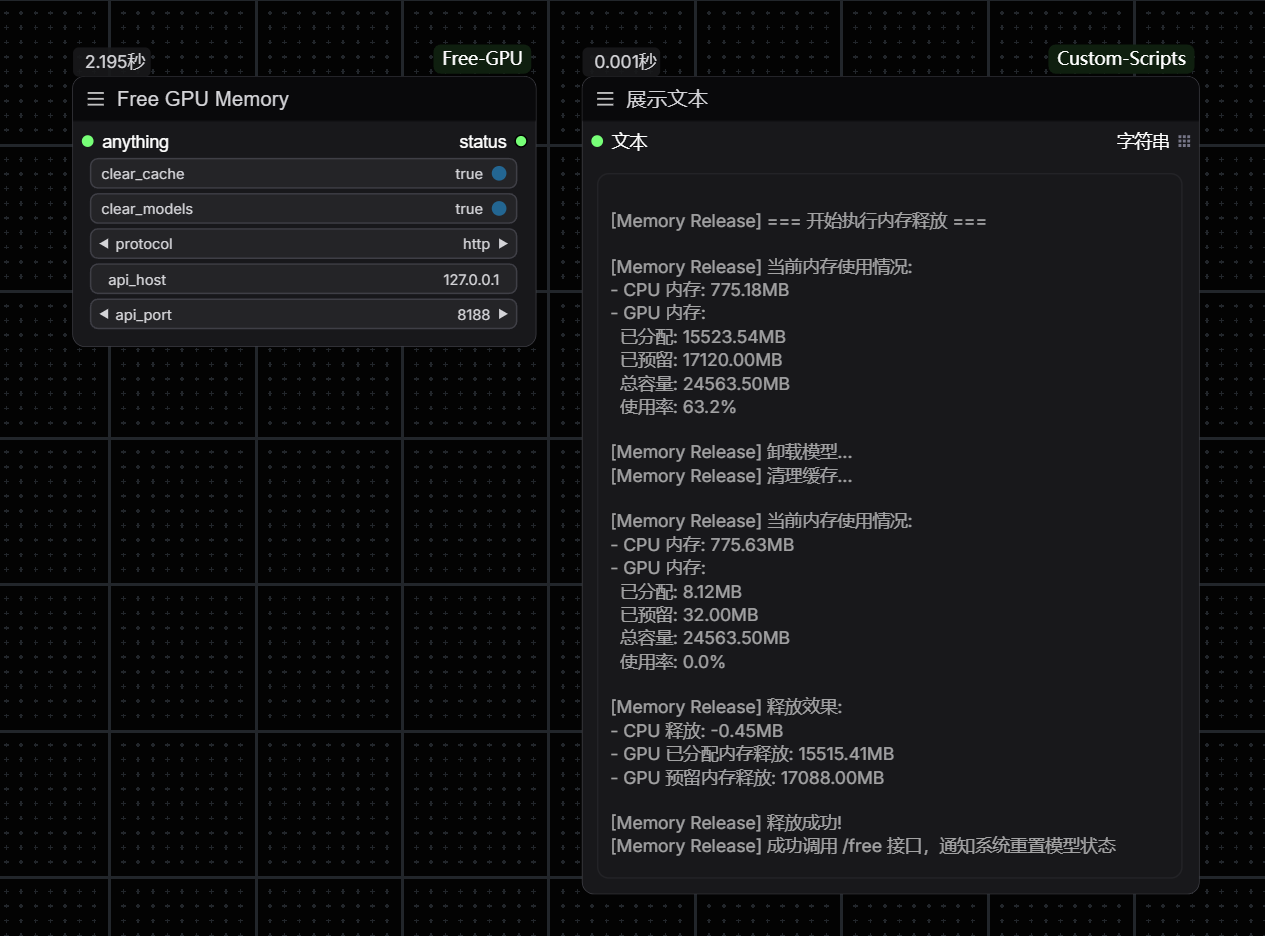 2.195秒
Free-GPU
Free GPU Memory
anything
status
clear_cache
true
clear_models
true
protocol
http
api_host
127.0.0.1
api_port
8188
0.001秒
Custom-Scripts
展示文本
文本
字符串
[Memory Release] === 开始执行内存释放 ===
[Memory Release] 当前内存使用情况:
- CPU 内存: 775.18MB
- GPU 内存:
已分配: 15523.54MB
已预留: 17120.00MB
总容量: 24563.50MB
使用率: 63.2%
[Memory Release] 卸载模型...
[Memory Release] 清理缓存...
[Memory Release] 当前内存使用情况:
- CPU 内存: 775.63MB
- GPU 内存:
已分配: 8.12MB
已预留: 32.00MB
总容量: 24563.50MB
使用率: 0.0%
[Memory Release] 释放效果:
- CPU 释放: -0.45MB
- GPU 已分配内存释放: 15515.41MB
- GPU 预留内存释放: 17088.00MB
[Memory Release] 释放成功!
[Memory Release] 成功调用 /free 接口，通知系统重置模型状态